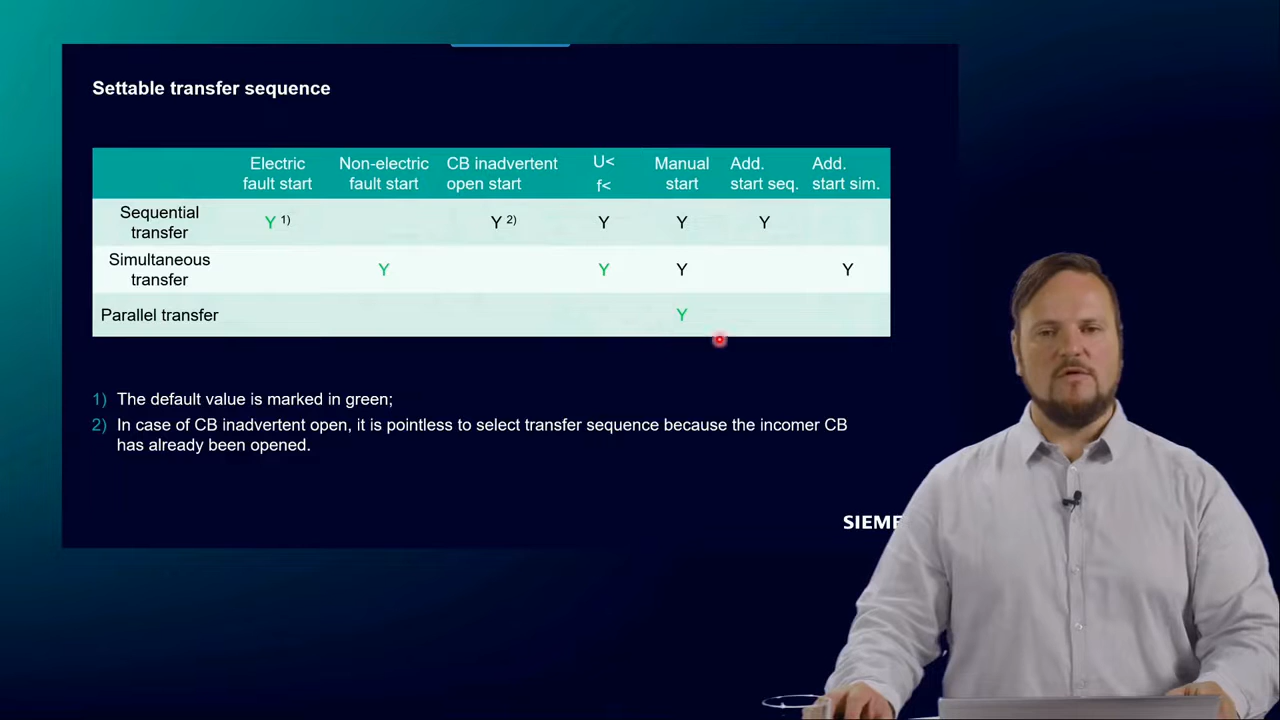 Settable transfer sequence
Electric Non-electric CB inadvertent U< Manual Add. Add.
fault start fault start open start f< start start seq. start sim.
Sequential transfer Y 1) Y 2) Y Y Y
Simultaneous transfer Y Y Y Y
Parallel transfer Y
1) The default value is marked in green;
2) In case of CB inadvertent open, it is pointless to select transfer sequence because the incomer CB
has already been opened.
SIEME